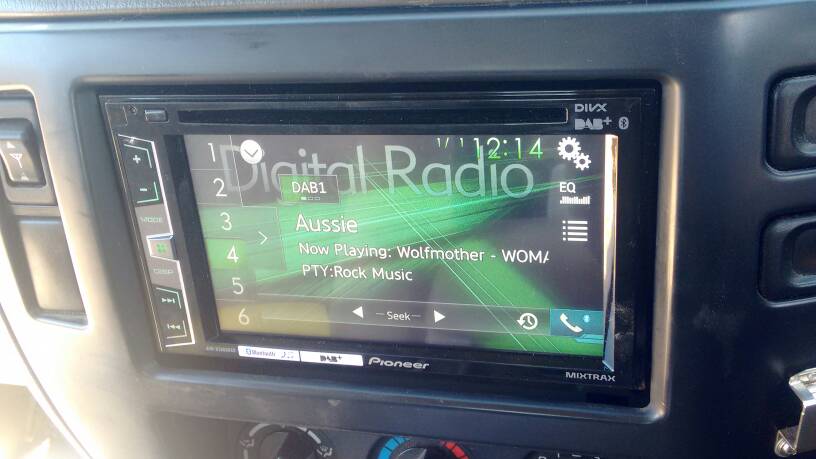 DIVX
DAB+
+
-
MODE
DISP
1
2
3
4
5
6
Digital Radio
12:14
EQ
DAB1
Aussie
Now Playing: Wolfmother - WOMA
PTY:Rock Music
Seek
Bluetooth
DAB+
Pioneer
MIXTRAX